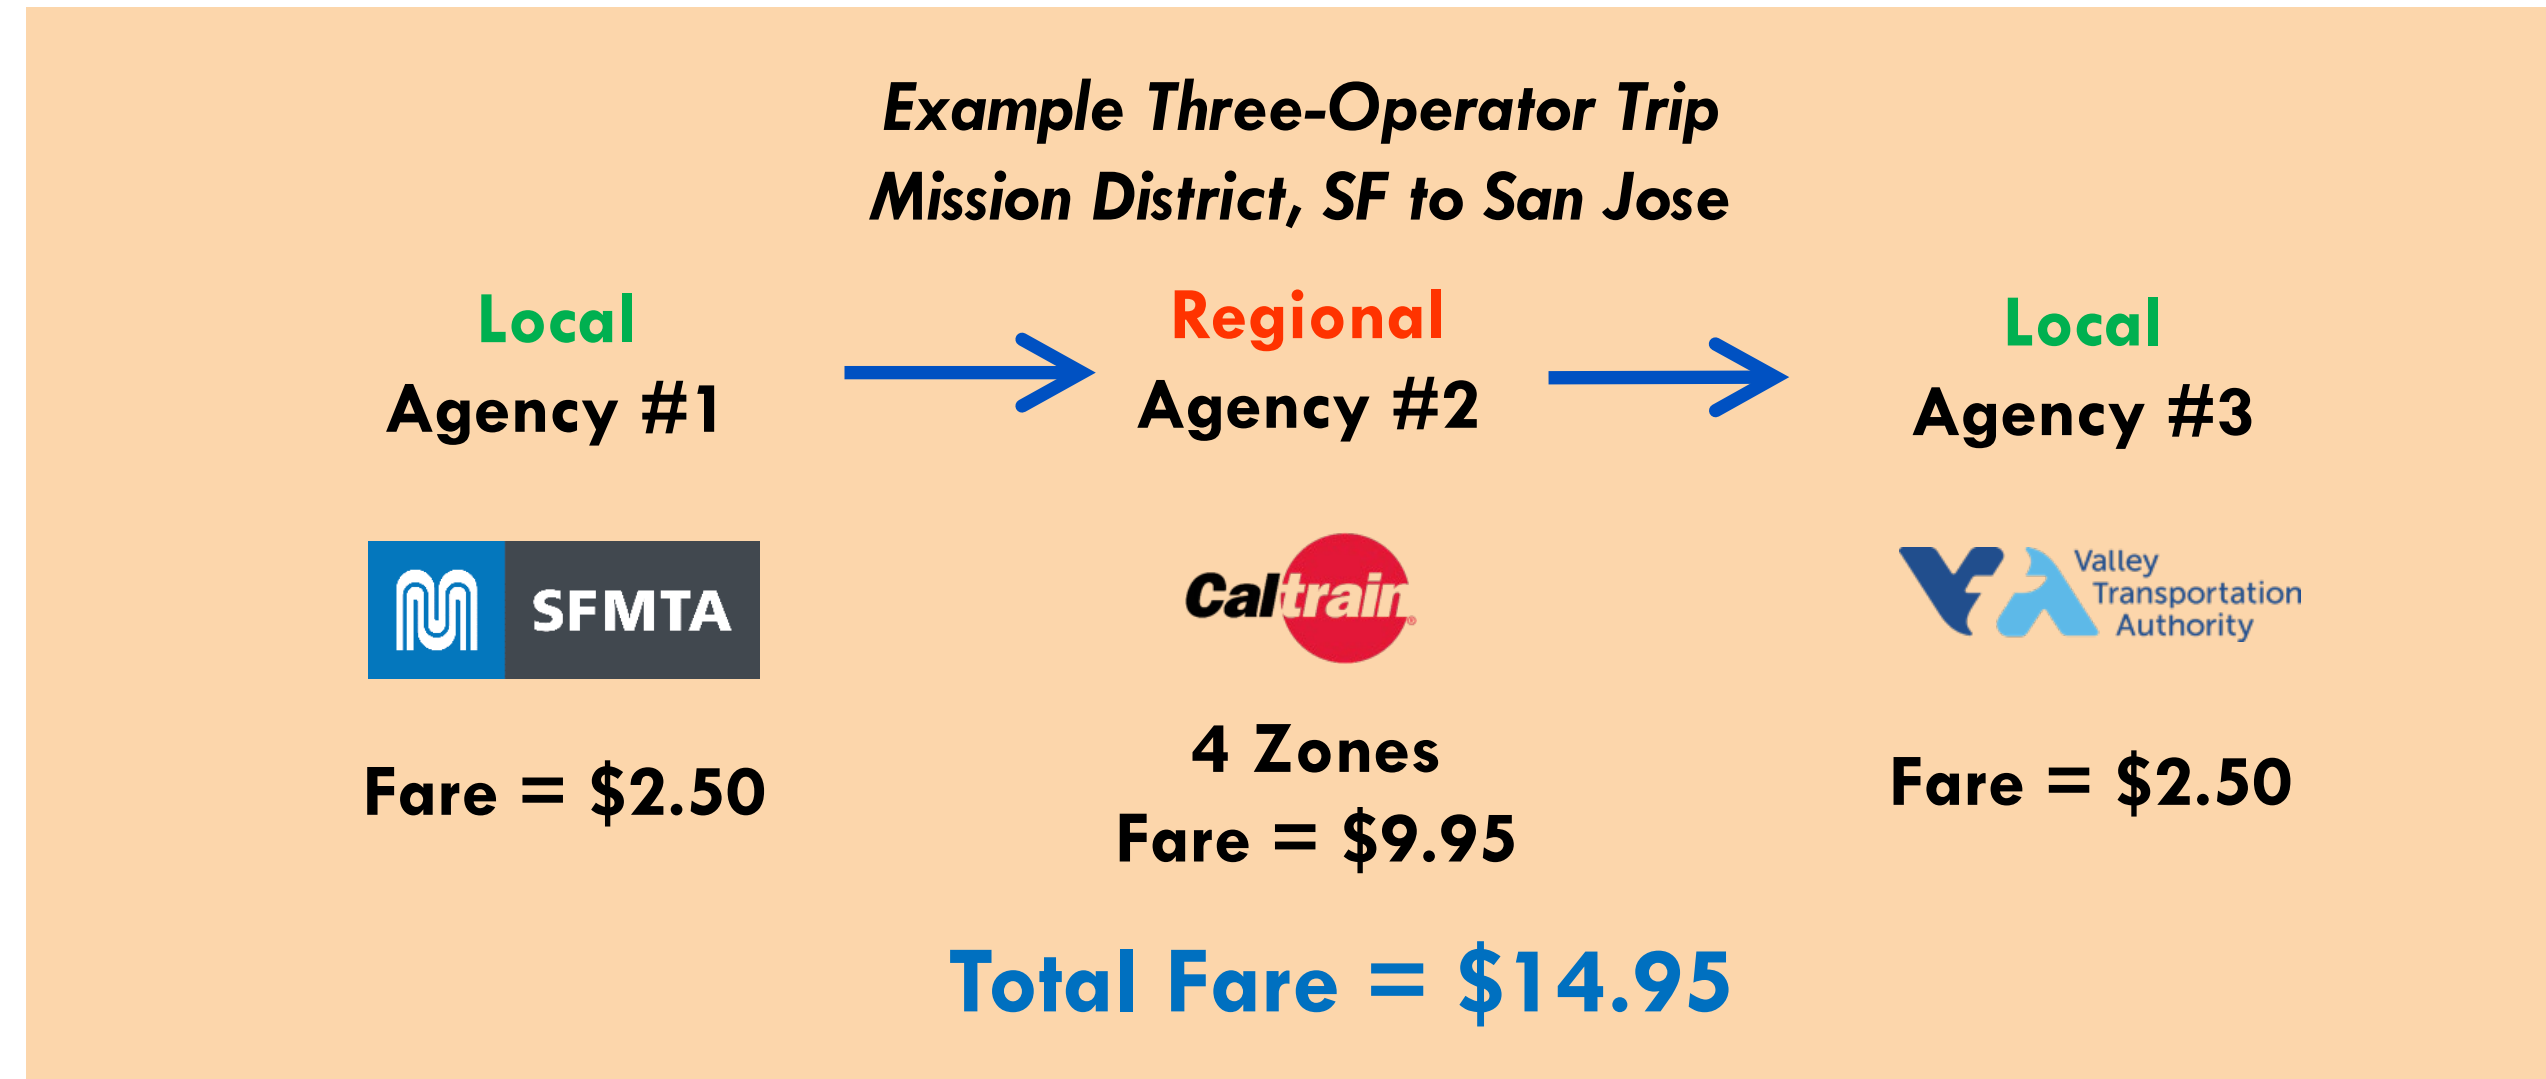 Example Three-Operator Trip
Mission District, SF to San Jose
Local
Agency #1
SFMTA
Fare = $2.50
Regional
Agency #2
Caltrain®
4 Zones
Fare = $9.95
Local
Agency #3
VTA
Valley
Transportation
Authority
Fare = $2.50
Total Fare = $14.95